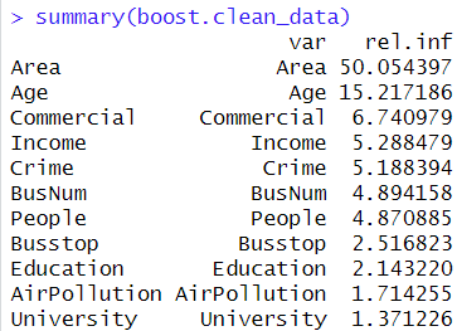 > summary(boost.clean_data)
var rel.inf
Area Area 50.054397
Age Age 15.217186
Commercial Commercial 6.740979
Income Income 5.288479
Crime Crime 5.188394
BusNum BusNum 4.894158
People People 4.870885
Busstop Busstop 2.516823
Education Education 2.143220
AirPollution AirPollution 1.714255
University University 1.371226